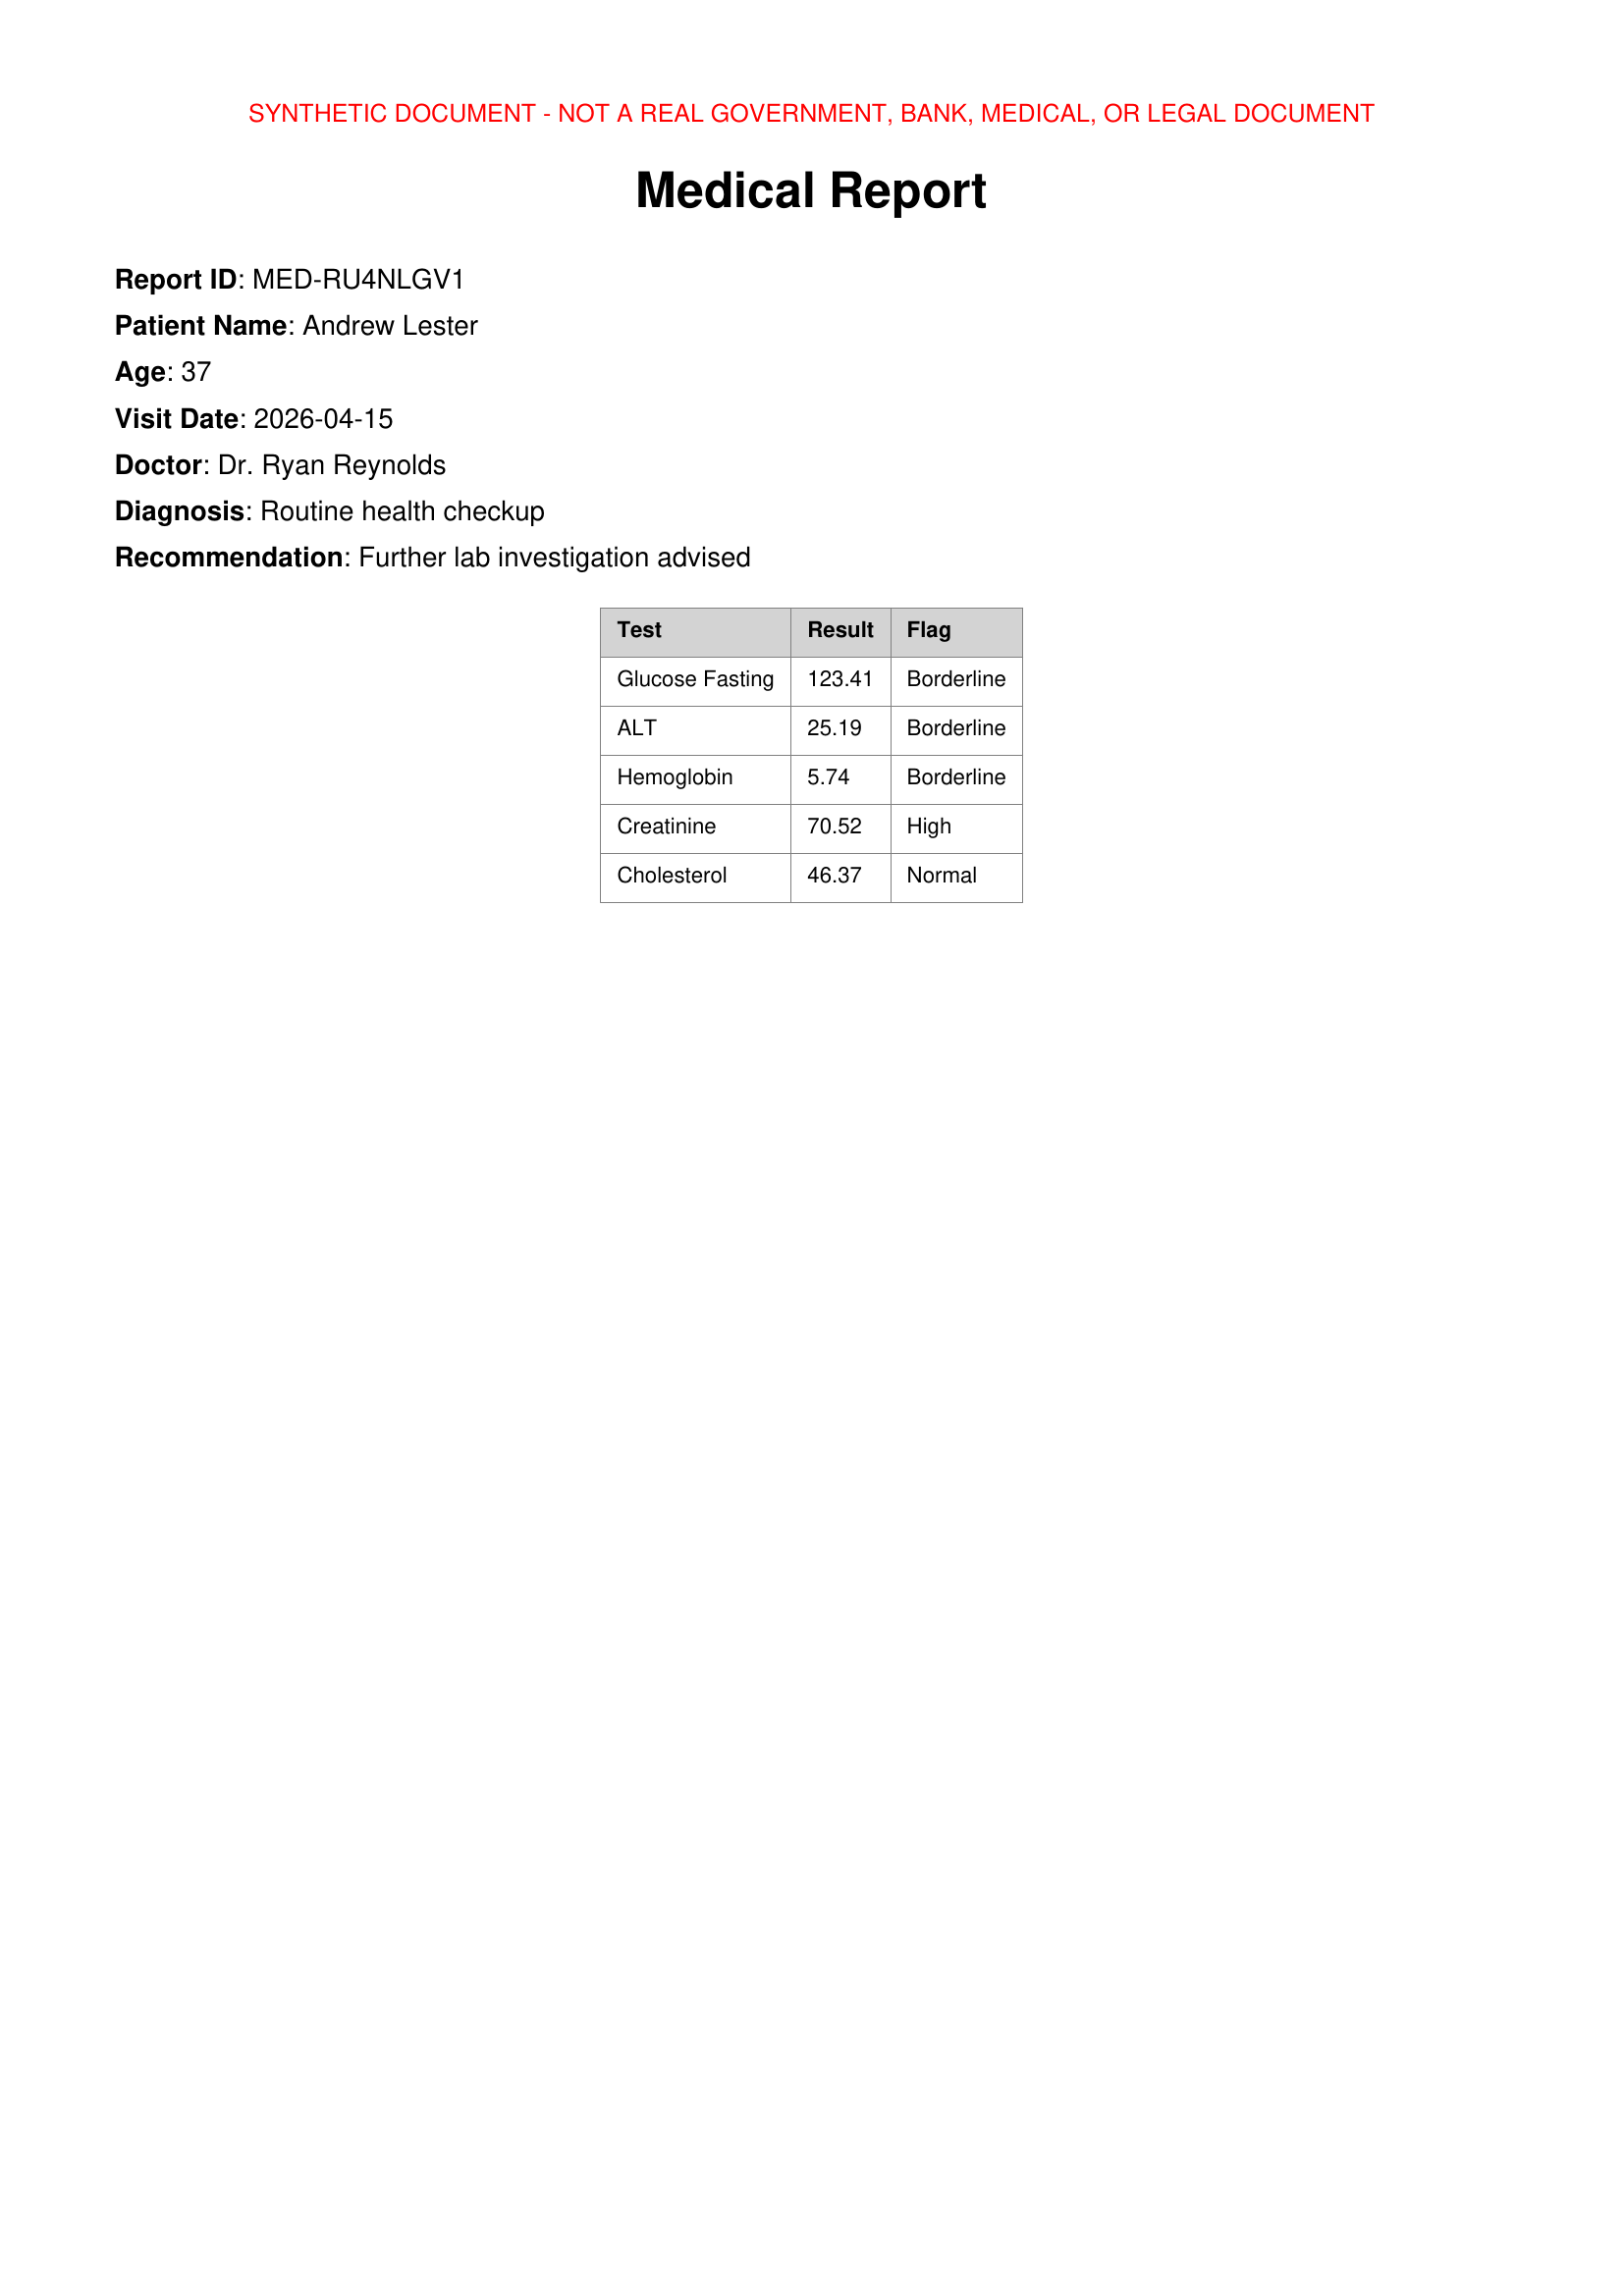 SYNTHETIC DOCUMENT - NOT A REAL GOVERNMENT, BANK, MEDICAL, OR LEGAL DOCUMENT
Medical Report
Report ID: MED-RU4NLGV1
Patient Name: Andrew Lester
Age: 37
Visit Date: 2026-04-15
Doctor: Dr. Ryan Reynolds
Diagnosis: Routine health checkup
Recommendation: Further lab investigation advised
Test Result Flag
Glucose Fasting 123.41 Borderline
ALT 25.19 Borderline
Hemoglobin 5.74 Borderline
Creatinine 70.52 High
Cholesterol 46.37 Normal